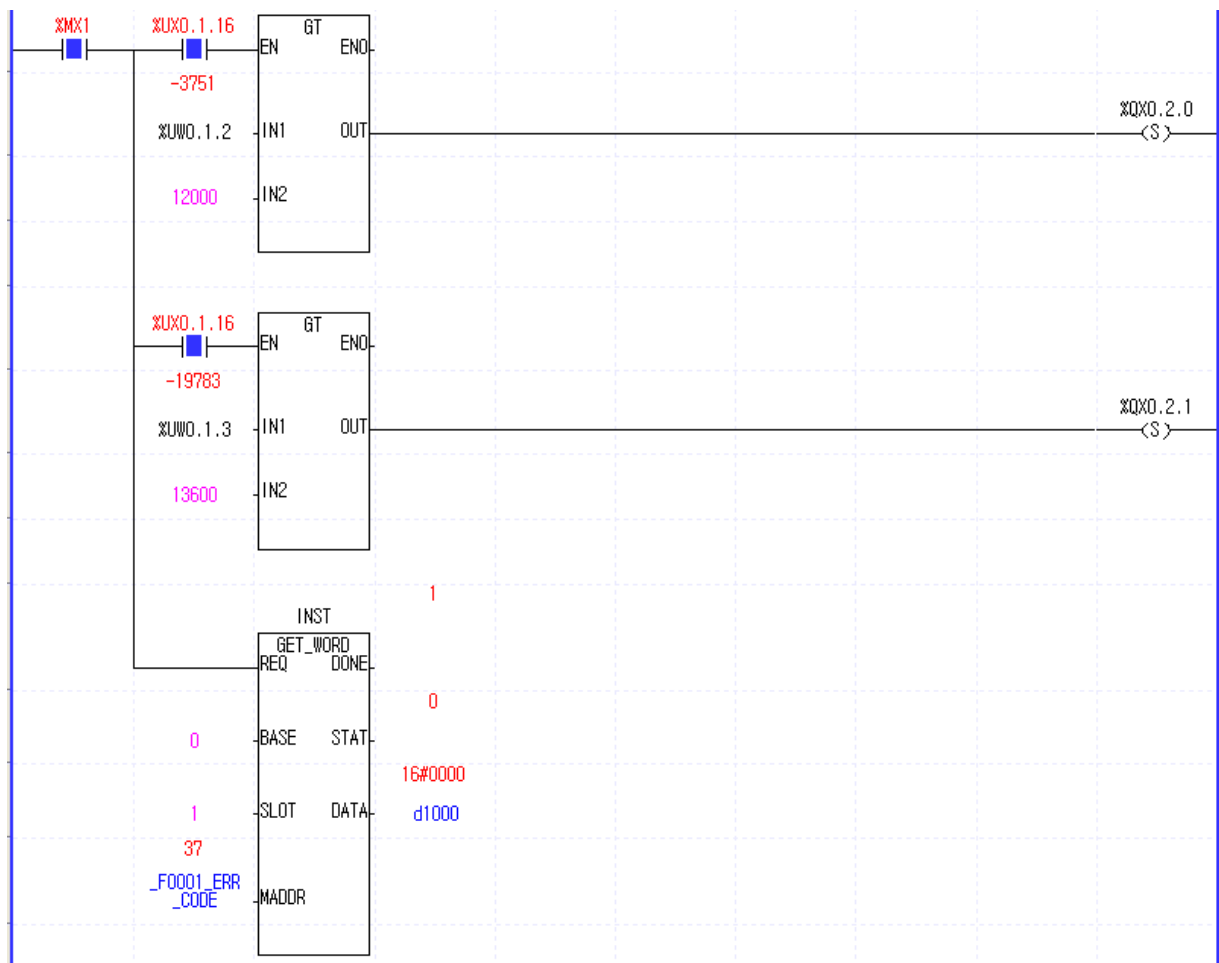 %MX1 %UX0.1.16 GT
EN ENO
-3751
%QX0.2.0
%UW0.1.2 IN1 OUT (S)
12000 IN2
%UX0.1.16 GT
EN ENO
-19783
%QX0.2.1
%UW0.1.3 IN1 OUT (S)
13600 IN2
1
INST
GET_WORD
REQ DONE
0
0 BASE STAT
16#0000
1 SLOT DATA d1000
37
_F0001_ERR
_CODE MADDR